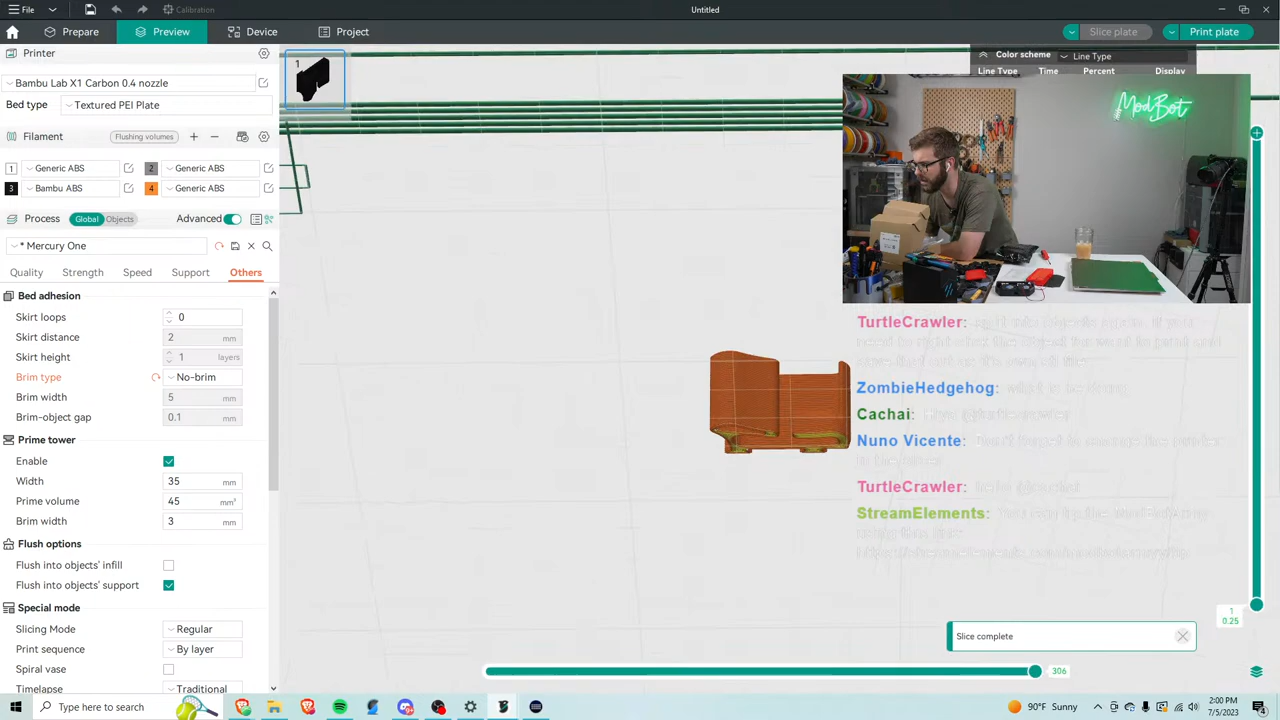 File
Calibration
Untitled
Prepare
Preview
Device
Project
Slice plate
Print plate
Printer
Bambu Lab X1 Carbon 0.4 nozzle
Bed type
Textured PEI Plate
Filament
Flushing volumes
1 Generic ABS 2 Generic ABS
3 Bambu ABS 4 Generic ABS
Process Global Objects Advanced
* Mercury One
Quality Strength Speed Support Others
Bed adhesion
Skirt loops 0
Skirt distance 2 mm
Skirt height 1 layers
Brim type No-brim
Brim width 5 mm
Brim-object gap 0.1 mm
Prime tower
Enable
Width 35 mm
Prime volume 45 mm³
Brim width 3 mm
Flush options
Flush into objects' infill
Flush into objects' support
Special mode
Slicing Mode Regular
Print sequence By layer
Spiral vase
Timelapse Traditional
1
Color scheme Line Type
Line Type Time Percent Display
ModBot
TurtleCrawler:
ZombieHedgehog:
Cachai:
Nuno Vicente:
TurtleCrawler:
StreamElements:
1
0.25
Slice complete
306
Type here to search
90°F Sunny
2:00 PM
7/5/2023
4